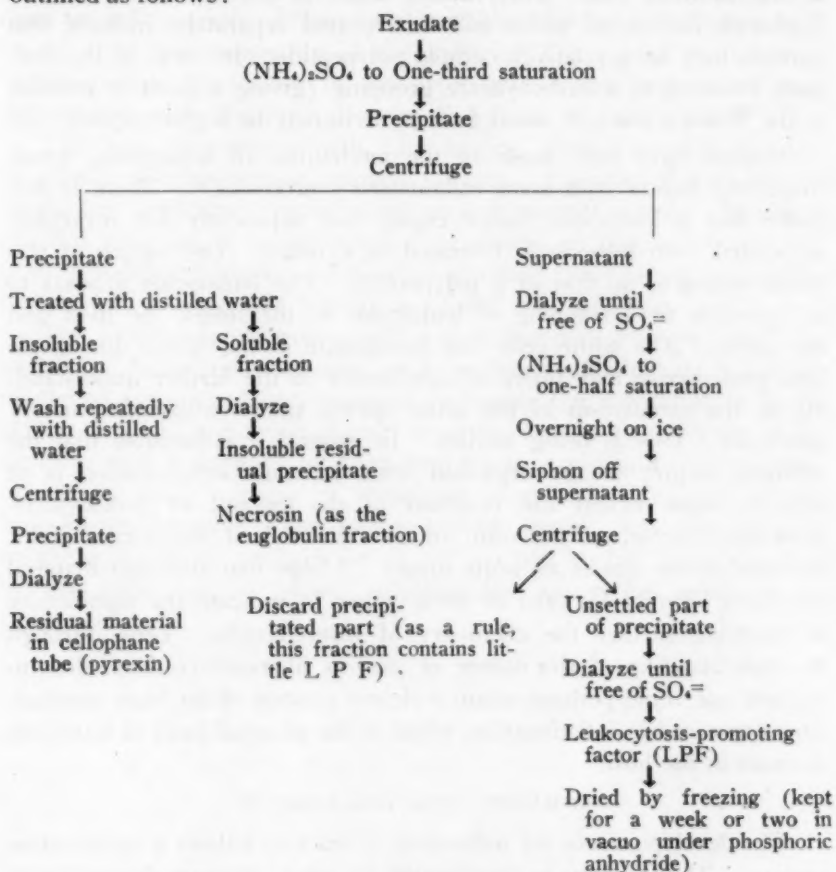 outlined as follows:
Exudate
(NH₄)₂SO₄ to One-third saturation
Precipitate
Centrifuge
Precipitate
Treated with distilled water
Insoluble
fraction
Wash repeatedly
with distilled
water
Centrifuge
Precipitate
Dialyze
Residual material
in cellophane
tube (pyrexin)
Soluble
fraction
Dialyze
Insoluble resid-
ual precipitate
Necrosin (as the
euglobulin fraction)
Supernatant
Dialyze until
free of SO₄=
(NH₄)₂SO₄ to
one-half saturation
Overnight on ice
Siphon off
supernatant
Centrifuge
Discard precipi-
tated part (as a rule,
this fraction contains lit-
tle L P F)
Unsettled part
of precipitate
Dialyze until
free of SO₄=
Leukocytosis-promoting
factor (LPF)
Dried by freezing (kept
for a week or two in
vacuo under phosphoric
anhydride)